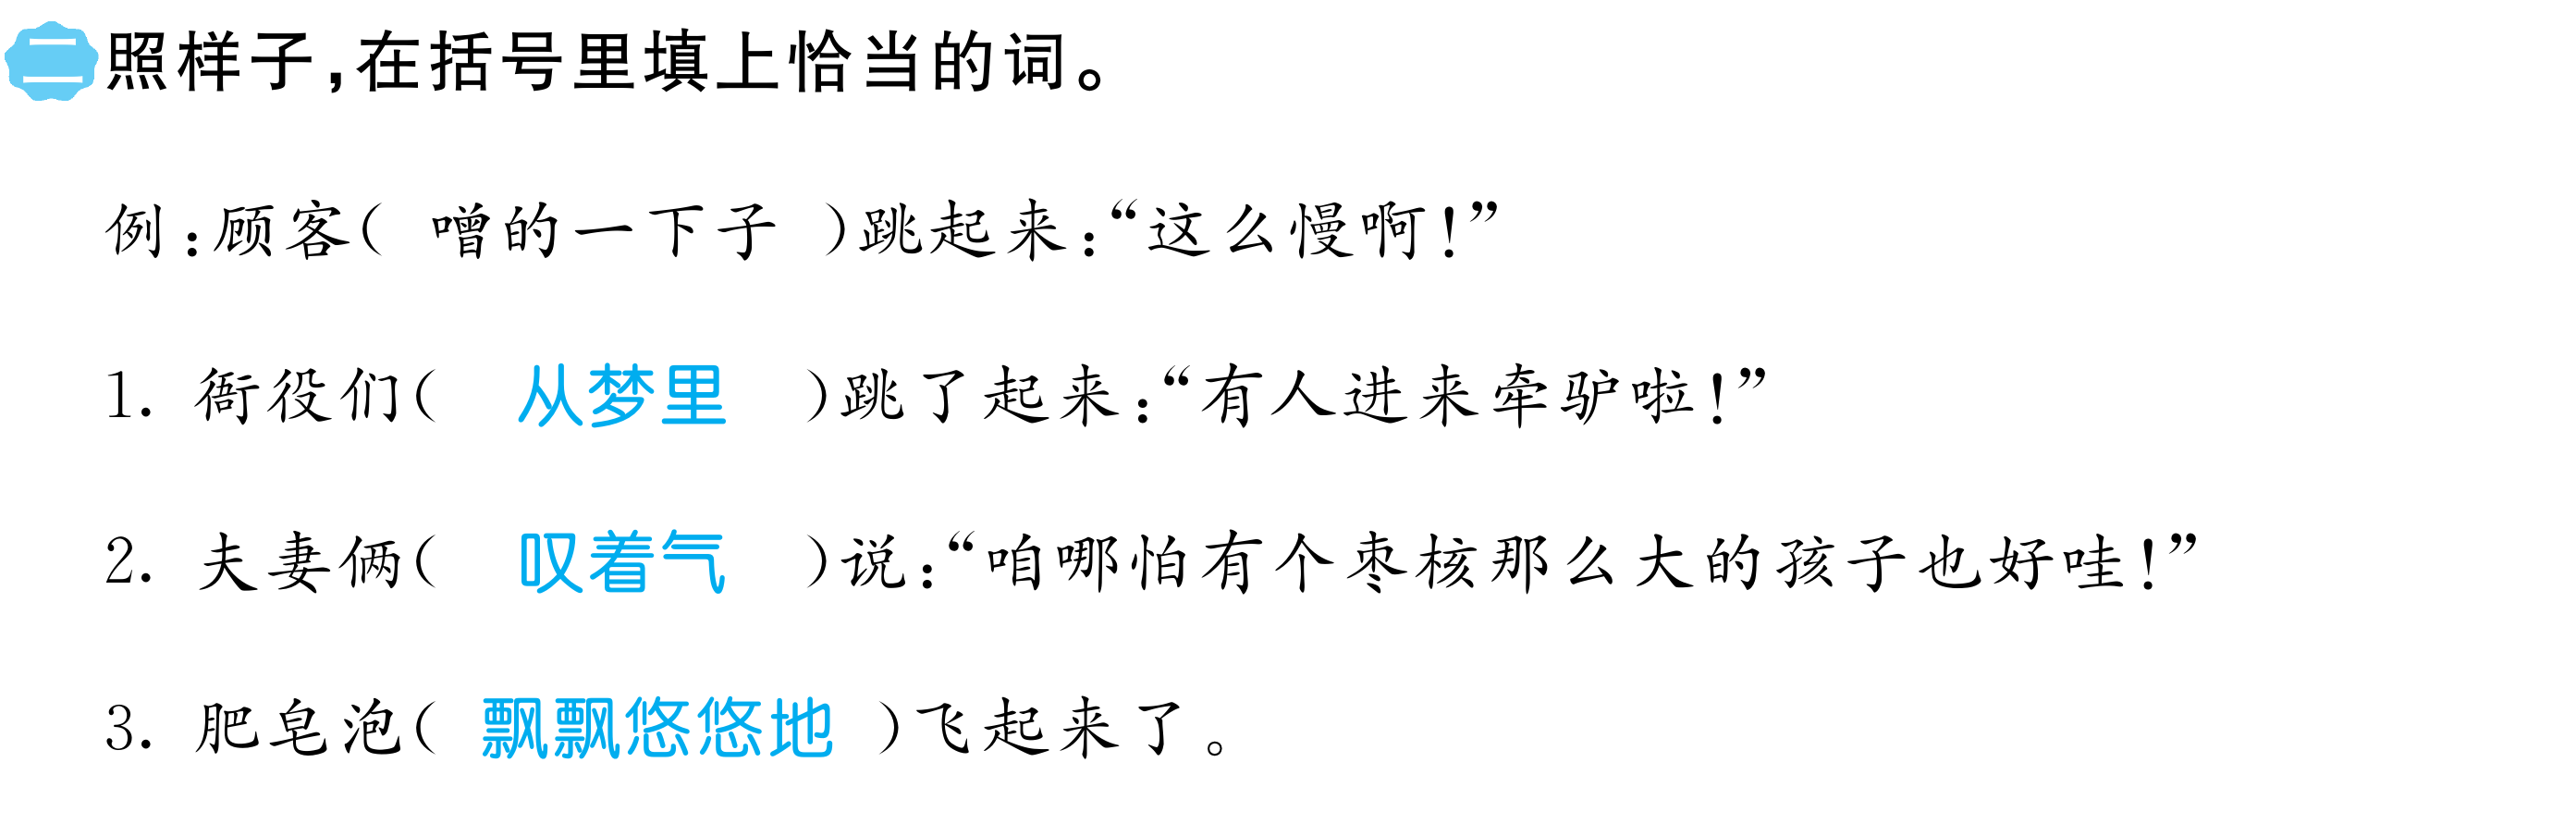 二 照样子,在括号里填上恰当的词。
例:顾客( 噌的一下子 )跳起来:“这么慢啊!”
1. 衙役们( 从梦里 )跳了起来:“有人进来牵驴啦!”
2. 夫妻俩( 叹着气 )说:“咱哪怕有个枣核那么大的孩子也好哇!”
3. 肥皂泡( 飘飘悠悠地 )飞起来了。